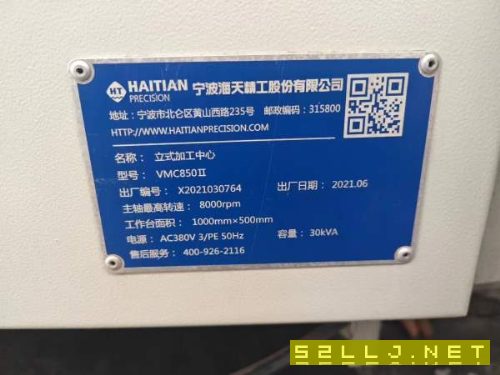 HT
HAITIAN PRECISION 宁波海天精工股份有限公司
地址：宁波市北仑区黄山西路235号 邮政编码：315800
HTTP://WWW.HAITIANPRECISION.COM
名称： 立式加工中心
型号： VMC850II
出厂编号： X2021030764 出厂日期： 2021.06
主轴最高转速： 8000rpm
工作台面积： 1000mm×500mm
电源： AC380V 3/PE 50Hz 容量： 30kVA
售后服务： 400-926-2116
52LLJ.NET